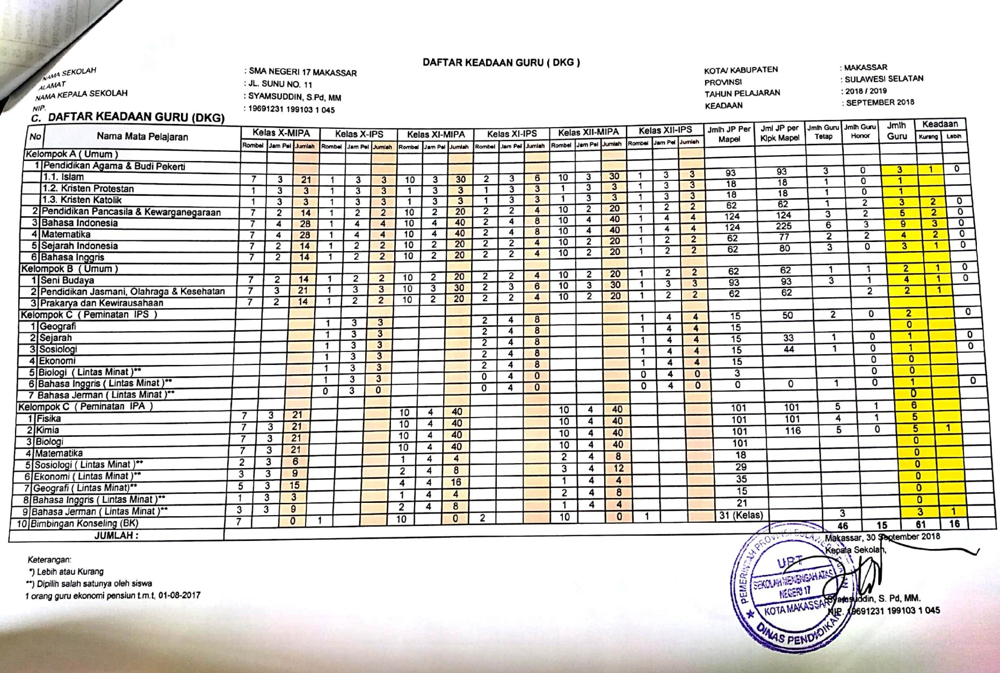 DAFTAR KEADAAN GURU ( DKG )
NAMA SEKOLAH : SMA NEGERI 17 MAKASSAR KOTA/ KABUPATEN : MAKASSAR
ALAMAT : JL. SUNU NO. 11 PROVINSI : SULAWESI SELATAN
NAMA KEPALA SEKOLAH : SYAMSUDDIN, S.Pd, MM TAHUN PELAJARAN : 2018 / 2019
NIP. : 19691231 199103 1 045 KEADAAN : SEPTEMBER 2018
C. DAFTAR KEADAAN GURU (DKG)
No Nama Mata Pelajaran Kelas X-MIPA Kelas X-IPS Kelas XI-MIPA Kelas XI-IPS Kelas XII-MIPA Kelas XII-IPS Jmlh JP Per Mapel Jml JP per Klpk Mapel Jmlh Guru Tetap Jmlh Guru Honor Jmlh Guru Keadaan
Rombel Jam Pel Jumlah Rombel Jam Pel Jumlah Rombel Jam Pel Jumlah Rombel Jam Pel Jumlah Rombel Jam Pel Jumlah Rombel Jam Pel Jumlah Kurang Lebih
Kelompok A ( Umum )
1 Pendidikan Agama & Budi Pekerti
1.1. Islam 7 3 21 1 3 3 10 3 30 2 3 6 10 3 30 1 3 3 93 93 3 0 3 1 0
1.2. Kristen Protestan 1 3 3 1 3 3 1 3 3 1 3 3 1 3 3 1 3 3 18 18 1 0 1
1.3. Kristen Katolik 1 3 3 1 3 3 1 3 3 1 3 3 1 3 3 1 3 3 18 18 1 0 1
2 Pendidikan Pancasila & Kewarganegaraan 7 2 14 1 2 2 10 2 20 2 2 4 10 2 20 1 2 2 62 62 1 2 3 2 0
3 Bahasa Indonesia 7 4 28 1 4 4 10 4 40 2 4 8 10 4 40 1 4 4 124 124 3 2 5 2 0
4 Matematika 7 4 28 1 4 4 10 4 40 2 4 8 10 4 40 1 4 4 124 225 6 3 9 3 0
5 Sejarah Indonesia 7 2 14 1 2 2 10 2 20 2 2 4 10 2 20 1 2 2 62 77 2 2 4 2 0
6 Bahasa Inggris 7 2 14 1 2 2 10 2 20 2 2 4 10 2 20 1 2 2 62 80 3 0 3 1 0
Kelompok B ( Umum )
1 Seni Budaya 7 2 14 1 2 2 10 2 20 2 2 4 10 2 20 1 2 2 62 62 1 1 2 1 0
2 Pendidikan Jasmani, Olahraga & Kesehatan 7 3 21 1 3 3 10 3 30 2 3 6 10 3 30 1 3 3 93 93 3 1 4 1 0
3 Prakarya dan Kewirausahaan 7 2 14 1 2 2 10 2 20 2 2 4 10 2 20 1 2 2 62 62 2 2 1
Kelompok C ( Peminatan IPS )
1 Geografi 1 3 3 2 4 8 1 4 4 15 50 2 0 2 0
2 Sejarah 1 3 3 2 4 8 1 4 4 15 0
3 Sosiologi 1 3 3 2 4 8 1 4 4 15 33 1 0 1 0
4 Ekonomi 1 3 3 2 4 8 1 4 4 15 44 1 0 1 0
5 Biologi ( Lintas Minat )** 1 3 3 2 4 8 1 4 4 15 0 0
6 Bahasa Inggris ( Lintas Minat )** 1 3 3 0 4 0 0 4 0 3 0 0
7 Bahasa Jerman ( Lintas Minat )** 0 3 0 0 4 0 0 4 0 0 0 1 0 1 0
Kelompok C ( Peminatan IPA ) 0
1 Fisika 7 3 21 10 4 40 10 4 40 101 101 5 1 6
2 Kimia 7 3 21 10 4 40 10 4 40 101 101 4 1 5
3 Biologi 7 3 21 10 4 40 10 4 40 101 116 5 0 5 1
4 Matematika 7 3 21 10 4 40 10 4 40 101 0
5 Sosiologi ( Lintas Minat )** 2 3 6 1 4 4 2 4 8 18 0
6 Ekonomi ( Lintas Minat )** 3 3 9 2 4 8 3 4 12 29 0
7 Geografi ( Lintas Minat)** 5 3 15 4 4 16 1 4 4 35 0
8 Bahasa Inggris ( Lintas Minat )** 1 3 3 1 4 4 2 4 8 15 0
9 Bahasa Jerman ( Lintas Minat )** 3 3 9 2 4 8 1 4 4 21 0
10 Bimbingan Konseling (BK) 7 0 1 10 0 2 10 0 1 31 (Kelas) 3 3 1
JUMLAH : 46 15 61 16
Makassar, 30 September 2018
Kepala Sekolah,
Keterangan:
*) Lebih atau Kurang
**) Dipilih salah satunya oleh siswa
1 orang guru ekonomi pensiun t.m.t, 01-08-2017
PEMERINTAH PROVINSI SULAWESI SELATAN
UPT
SEKOLAH MENENGAH ATAS
NEGERI 17
KOTA MAKASSAR
DINAS PENDIDIKAN
Syamsuddin, S. Pd, MM.
NIP. 19691231 199103 1 045